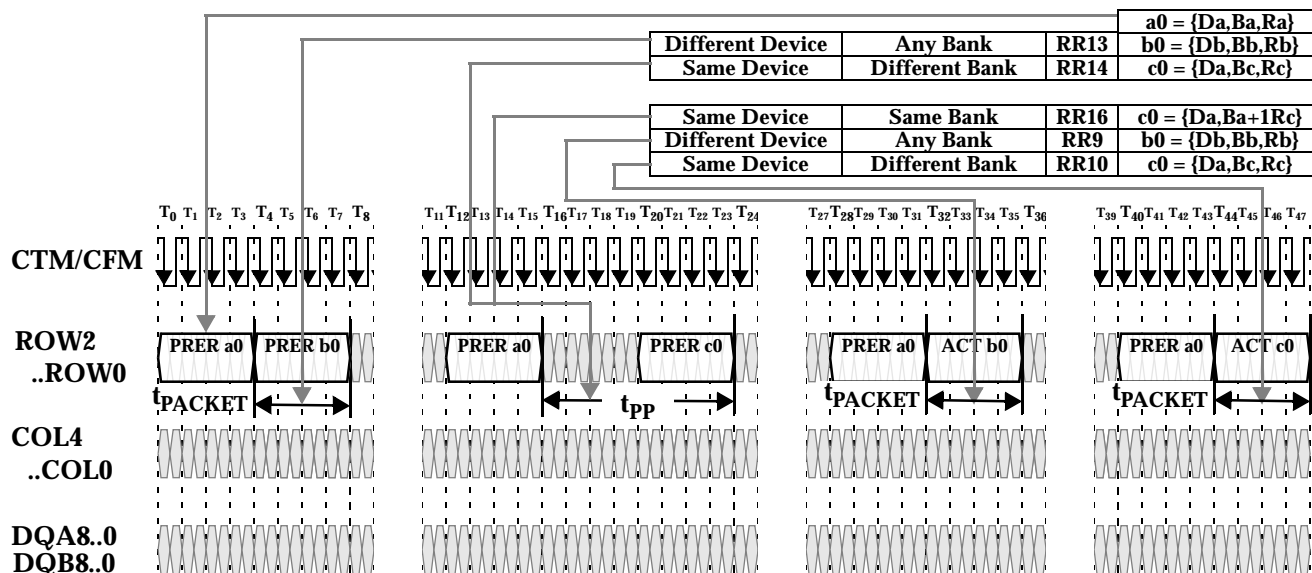 a0 = {Da,Ba,Ra}
Different Device Any Bank RR13 b0 = {Db,Bb,Rb}
Same Device Different Bank RR14 c0 = {Da,Bc,Rc}
Same Device Same Bank RR16 c0 = {Da,Ba+1Rc}
Different Device Any Bank RR9 b0 = {Db,Bb,Rb}
Same Device Different Bank RR10 c0 = {Da,Bc,Rc}
T0 T1 T2 T3 T4 T5 T6 T7 T8 T11 T12 T13 T14 T15 T16 T17 T18 T19 T20 T21 T22 T23 T24 T27 T28 T29 T30 T31 T32 T33 T34 T35 T36 T39 T40 T41 T42 T43 T44 T45 T46 T47
CTM/CFM
ROW2
..ROW0
PRER a0 PRER b0 PRER a0 PRER c0 PRER a0 ACT b0 PRER a0 ACT c0
tPACKET tPP tPACKET tPACKET
COL4
..COL0
DQA8..0
DQB8..0